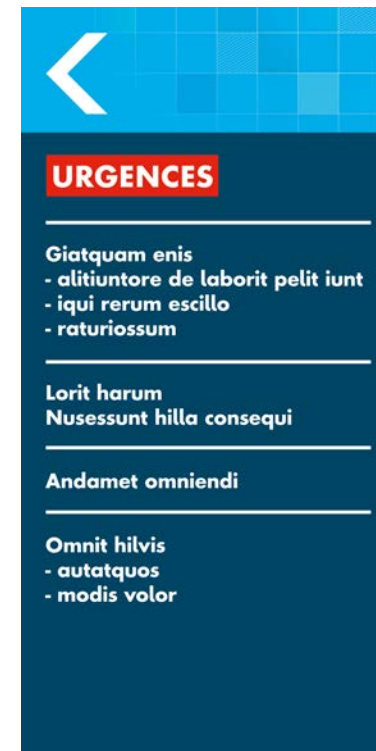 URGENCES
Giatquam enis
- alitiuntore de laborit pelit iunt
- iqui rerum escillo
- raturiossum
Lorit harum
Nusessunt hilla consequi
Andamet omniendi
Omnit hilvis
- autatquos
- modis volor